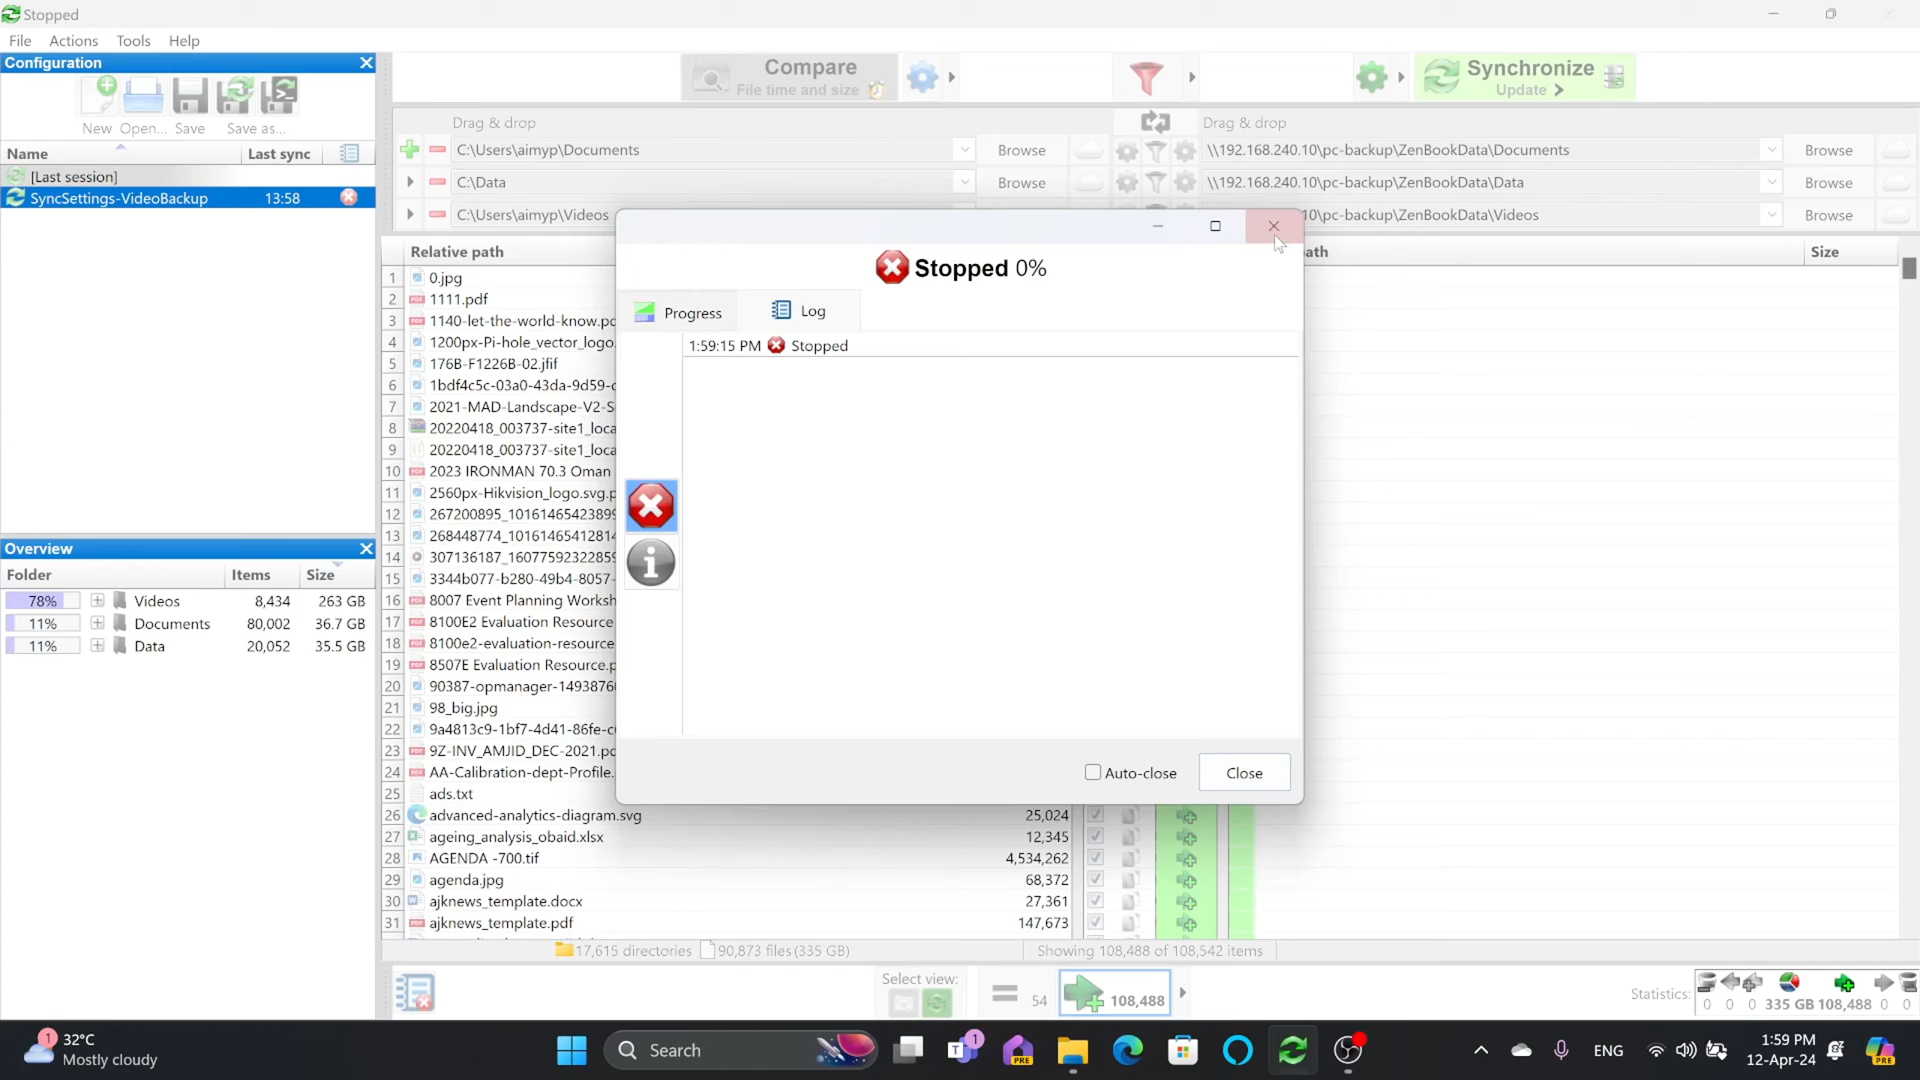 Stopped
File Actions Tools Help
Configuration
New Open... Save Save as...
Name Last sync
[Last session]
SyncSettings-VideoBackup 13:58
Compare
File time and size
Synchronize
Update
Drag & drop
Drag & drop
C:\Users\aimyp\Documents Browse \\192.168.240.10\pc-backup\ZenBookData\Documents Browse
C:\Data Browse \\192.168.240.10\pc-backup\ZenBookData\Data Browse
C:\Users\aimyp\Videos 10\pc-backup\ZenBookData\Videos Browse
Relative path ath Size
1 0.jpg
2 1111.pdf
3 1140-let-the-world-know.pd
4 1200px-Pi-hole_vector_logo.
5 176B-F1226B-02.jfif
6 1bdf4c5c-03a0-43da-9d59-c
7 2021-MAD-Landscape-V2-S
8 20220418_003737-site1_loca
9 20220418_003737-site1_loca
10 2023 IRONMAN 70.3 Oman
11 2560px-Hikvision_logo.svg.p
12 267200895_10161465423899
13 268448774_10161465412814
14 307136187_16077592322859
15 3344b077-b280-49b4-8057-
16 8007 Event Planning Worksh
17 8100E2 Evaluation Resource
18 8100e2-evaluation-resource
19 8507E Evaluation Resource.p
20 90387-opmanager-14938760
21 98_big.jpg
22 9a4813c9-1bf7-4d41-86fe-c
23 9Z-INV_AMJID_DEC-2021.pd
24 AA-Calibration-dept-Profile.
25 ads.txt
26 advanced-analytics-diagram.svg 25,024
27 ageing_analysis_obaid.xlsx 12,345
28 AGENDA -700.tif 4,534,262
29 agenda.jpg 68,372
30 ajknews_template.docx 27,361
31 ajknews_template.pdf 147,673
Stopped 0%
Progress Log
1:59:15 PM Stopped
Auto-close Close
Overview
Folder Items Size
78% Videos 8,434 263 GB
11% Documents 80,002 36.7 GB
11% Data 20,052 35.5 GB
17,615 directories 90,873 files (335 GB) Showing 108,488 of 108,542 items
Select view: 54 108,488
Statistics: 0 0 0 335 GB 108,488 0 0
1 32°C
Mostly cloudy
Search
1
PRE
ENG
1:59 PM
12-Apr-24
PRE